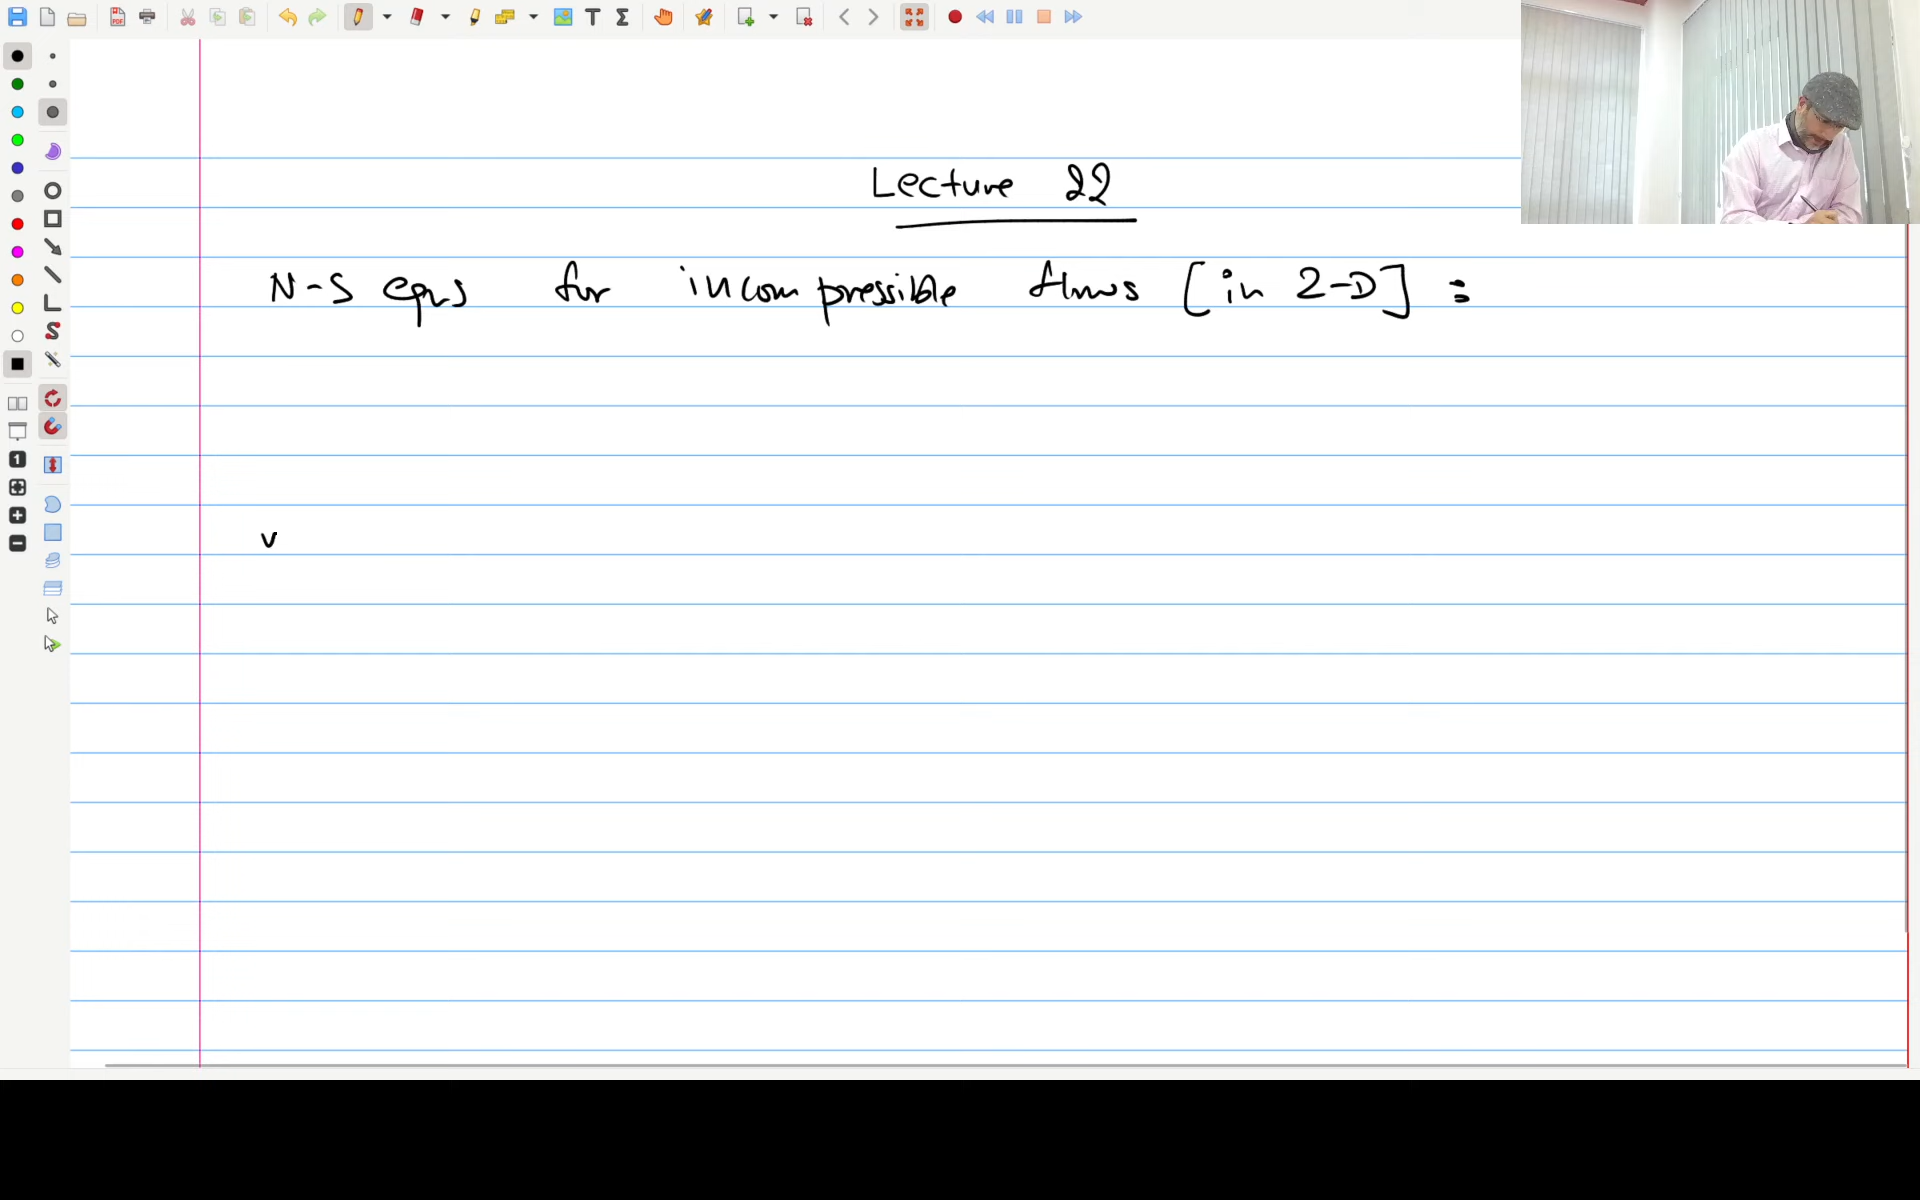 Lecture 22
N-S eqns for incompressible flows [in 2-D] :
v